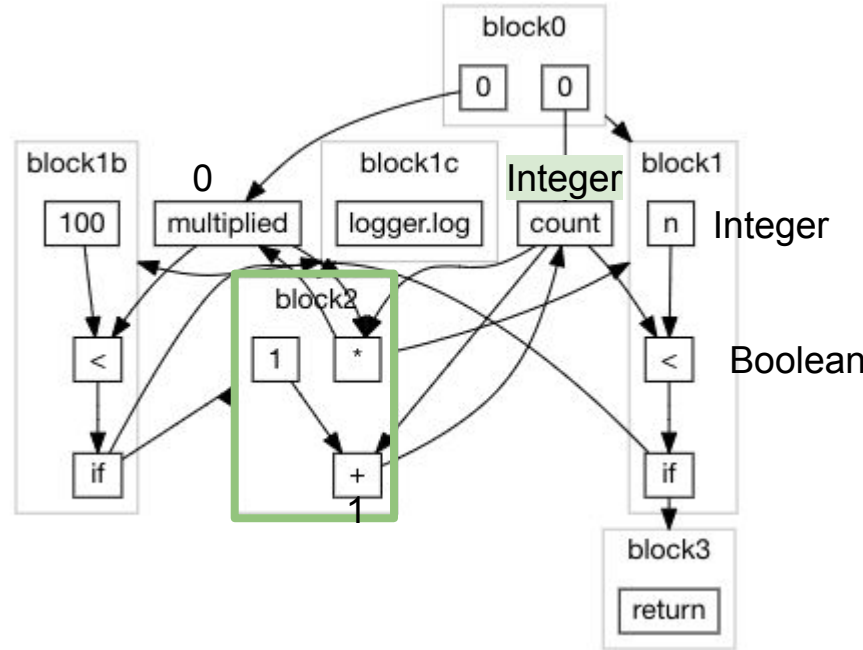 block0
0 0
block1b
0
block1c
Integer
block1
100
multiplied
logger.log
count
n
Integer
block2
<
1
*
<
Boolean
if
+
1
if
block3
return